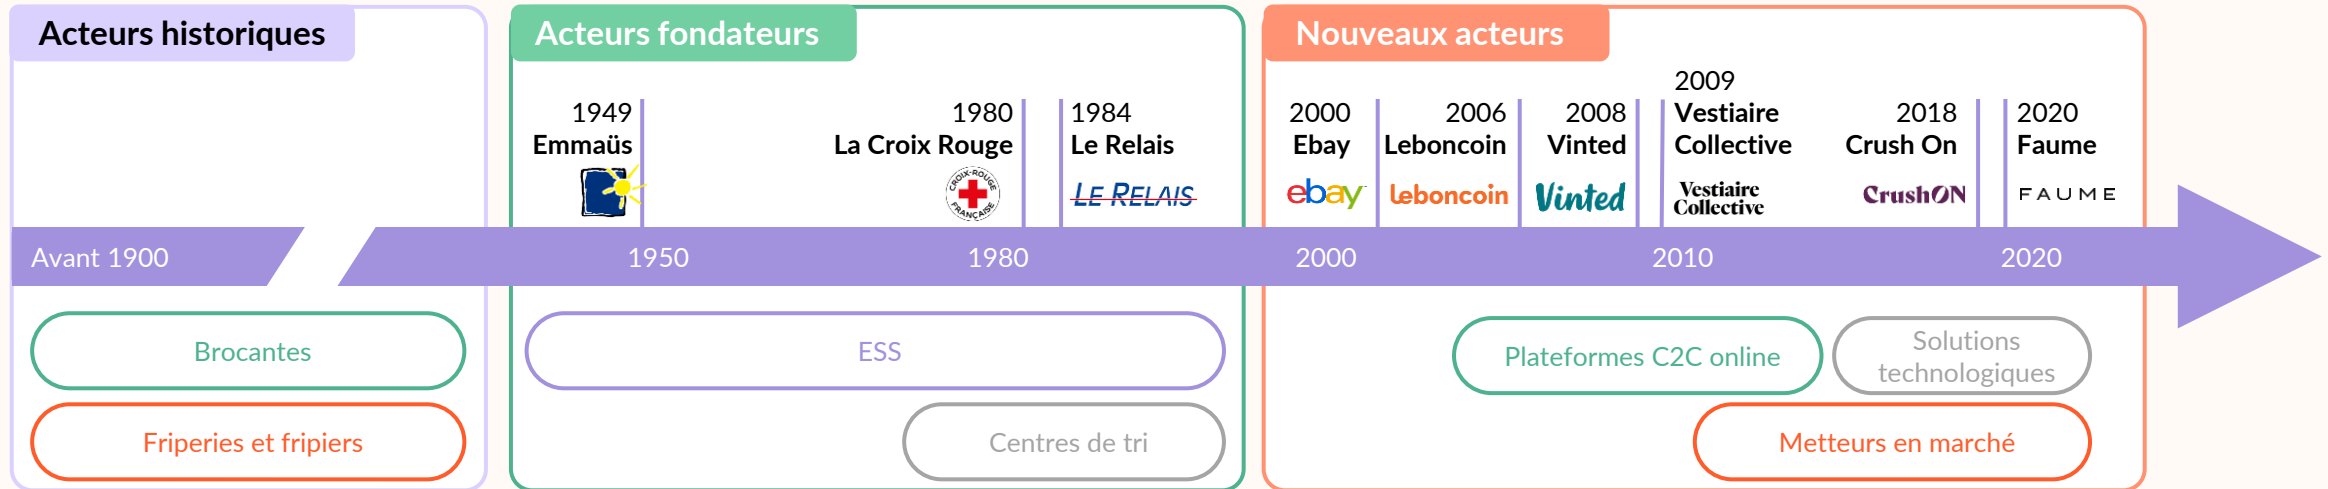 Acteurs historiques
Avant 1900
Brocantes
Friperies et fripiers
Acteurs fondateurs
1949
Emmaüs
1980
La Croix Rouge
CROIX-ROUGE
FRANÇAISE
1984
Le Relais
LE RELAIS
1950
1980
ESS
Centres de tri
Nouveaux acteurs
2000
Ebay
ebay
2006
Leboncoin
leboncoin
2008
Vinted
Vinted
2009
Vestiaire
Collective
Vestiaire
Collective
2018
Crush On
CrushON
2020
Faume
FAUME
2000
2010
2020
Plateformes C2C online
Solutions
technologiques
Metteurs en marché